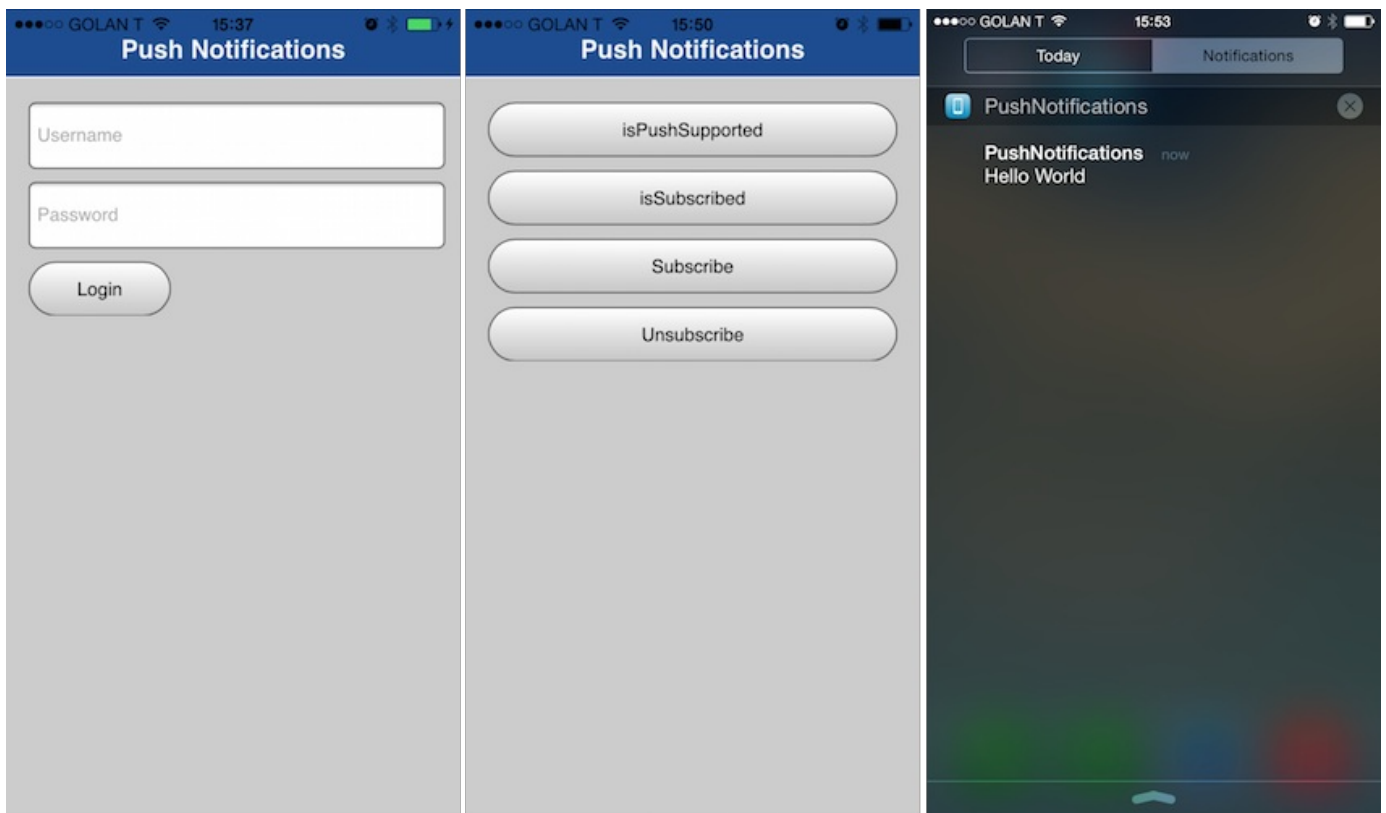 GOLAN T 15:37
Push Notifications
Username
Password
Login
GOLAN T 15:50
Push Notifications
isPushSupported
isSubscribed
Subscribe
Unsubscribe
GOLAN T 15:53
Today Notifications
PushNotifications
PushNotifications now
Hello World